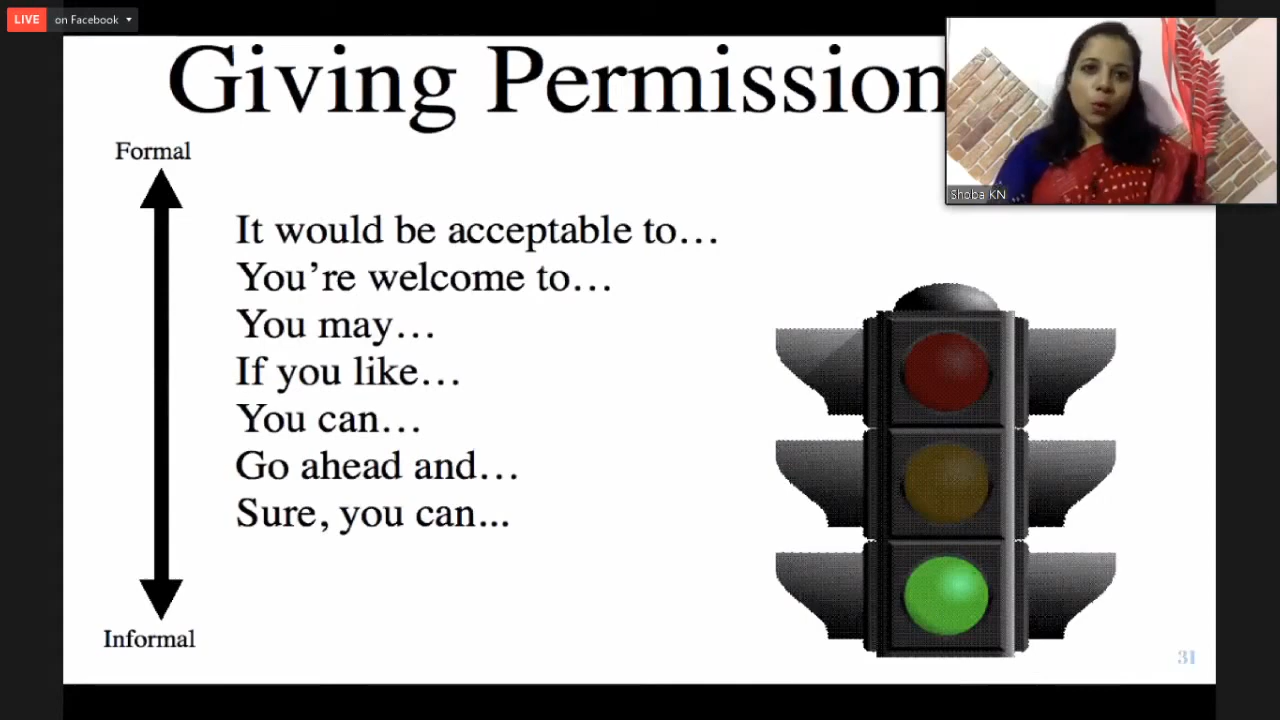 LIVE on Facebook
Giving Permission
Shoba KN
Formal
It would be acceptable to…
You’re welcome to…
You may…
If you like…
You can…
Go ahead and…
Sure, you can...
Informal
31